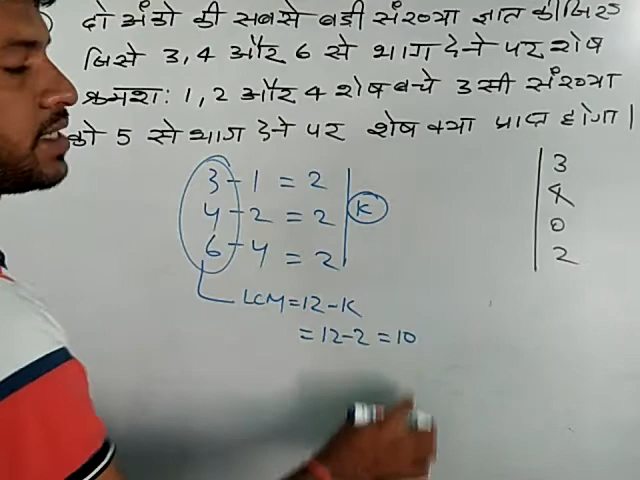 दो अंको की सबसे बडी संख्या ज्ञात कीजिए
जिसे 3,4 और 6 से भाग देने पर शेष
क्रमश: 1,2 और 4 शेष बचे उसी संख्या
को 5 से भाग देने पर शेष क्या प्राप्त होगा।
3 - 1 = 2
4 - 2 = 2 K
6 - 4 = 2
LCM = 12 - K
= 12 - 2 = 10
3
4
0
2